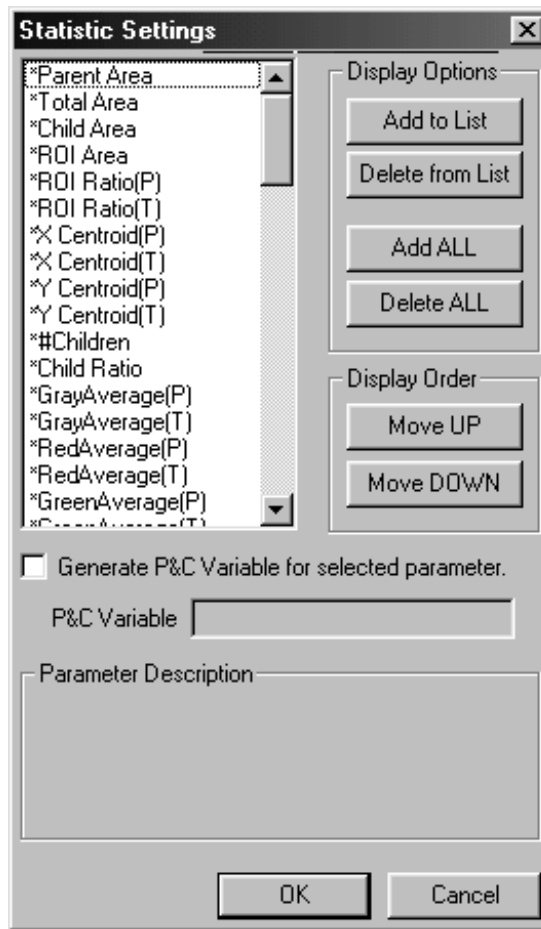 Statistic Settings
*Parent Area
*Total Area
*Child Area
*ROI Area
*ROI Ratio(P)
*ROI Ratio(T)
*X Centroid(P)
*X Centroid(T)
*Y Centroid(P)
*Y Centroid(T)
*#Children
*Child Ratio
*GrayAverage(P)
*GrayAverage(T)
*RedAverage(P)
*RedAverage(T)
*GreenAverage(P)
*GreenAverage(T)
Display Options
Add to List
Delete from List
Add ALL
Delete ALL
Display Order
Move UP
Move DOWN
Generate P&C Variable for selected parameter.
P&C Variable
Parameter Description
OK
Cancel